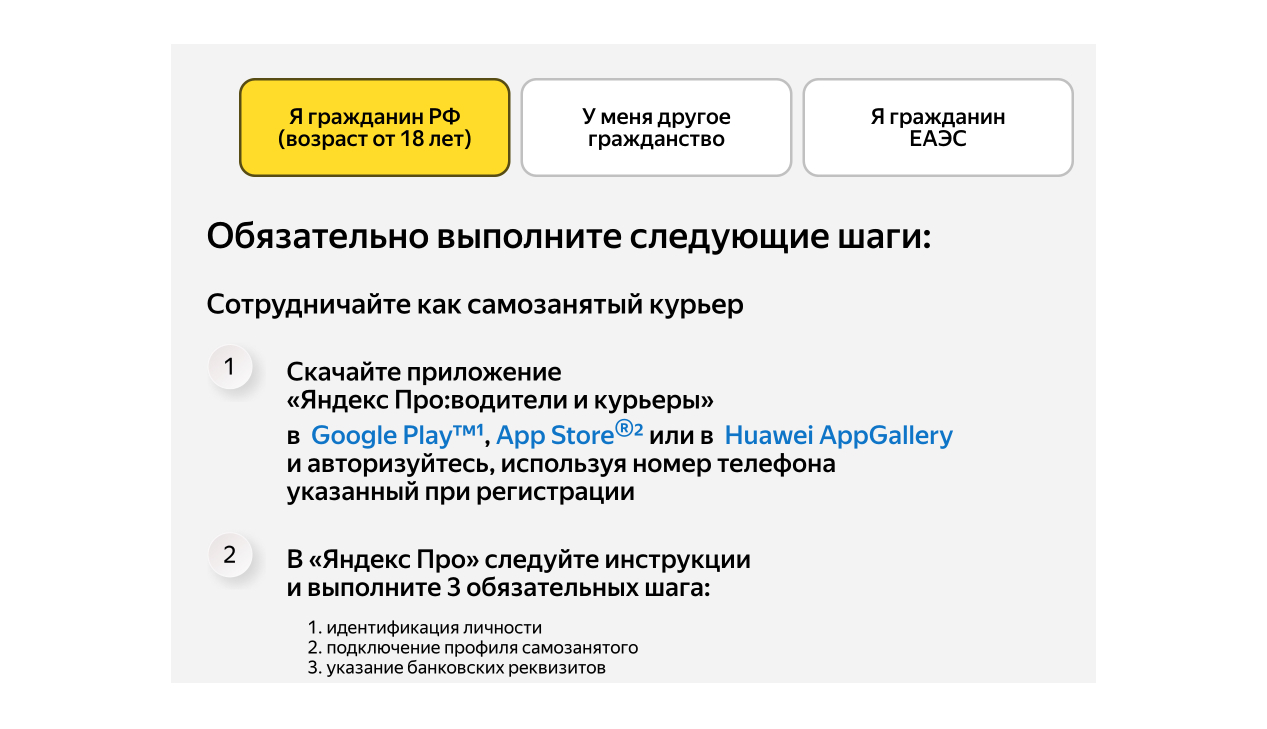 Я гражданин РФ
(возраст от 18 лет)
У меня другое
гражданство
Я гражданин
ЕАЭС
Обязательно выполните следующие шаги:
Сотрудничайте как самозанятый курьер
1
Скачайте приложение
«Яндекс Про:водители и курьеры»
в Google Play™¹, App Store®² или в Huawei AppGallery
и авторизуйтесь, используя номер телефона
указанный при регистрации
2
В «Яндекс Про» следуйте инструкции
и выполните 3 обязательных шага:
1. идентификация личности
2. подключение профиля самозанятого
3. указание банковских реквизитов